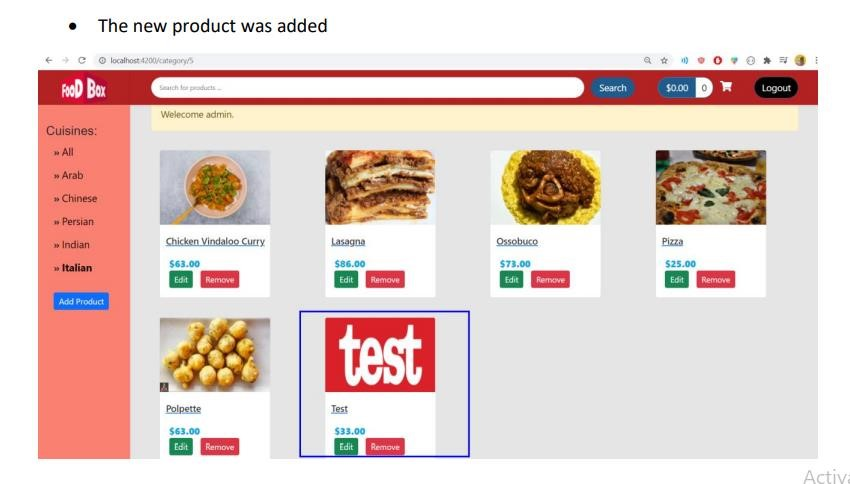 • The new product was added
localhost:4200/category/5
FooD Box
Search for products ..
Search
$0.00 0
Logout
Welecome admin.
Cuisines:
» All
» Arab
» Chinese
» Persian
» Indian
» Italian
Add Product
Chicken Vindaloo Curry
$63.00
Edit Remove
Lasagna
$86.00
Edit Remove
Ossobuco
$73.00
Edit Remove
Pizza
$25.00
Edit Remove
Polpette
$63.00
Edit Remove
test
Test
$33.00
Edit Remove